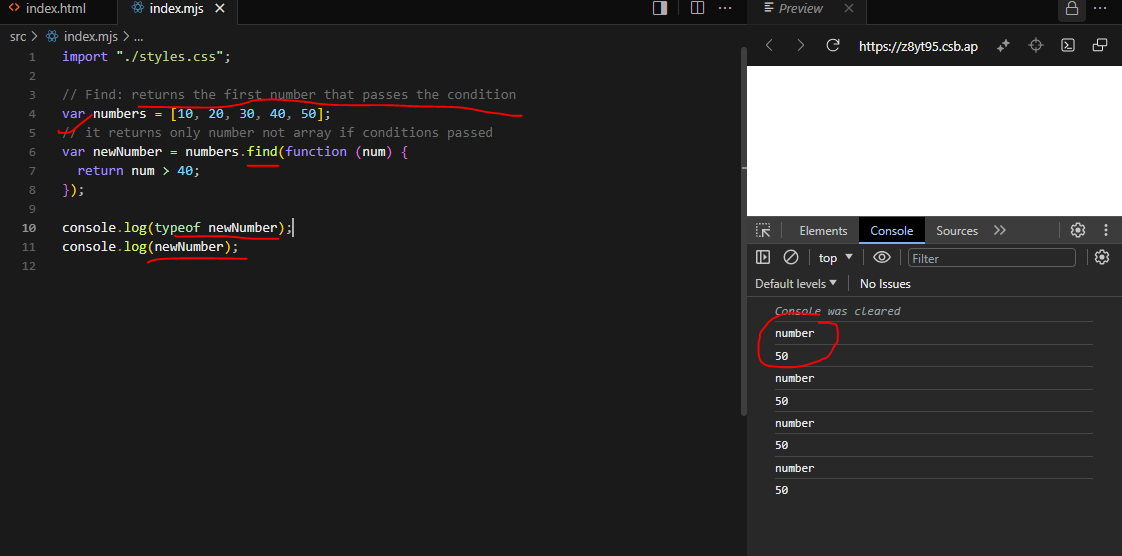 index.html
index.mjs
src > index.mjs > ...
1 import "./styles.css";
2
3 // Find: returns the first number that passes the condition
4 var numbers = [10, 20, 30, 40, 50];
5 // it returns only number not array if conditions passed
6 var newNumber = numbers.find(function (num) {
7 return num > 40;
8 });
9
10 console.log(typeof newNumber);
11 console.log(newNumber);
12
Preview
https://z8yt95.csb.ap
Elements Console Sources
top Filter
Default levels No Issues
Console was cleared
number
50
number
50
number
50
number
50